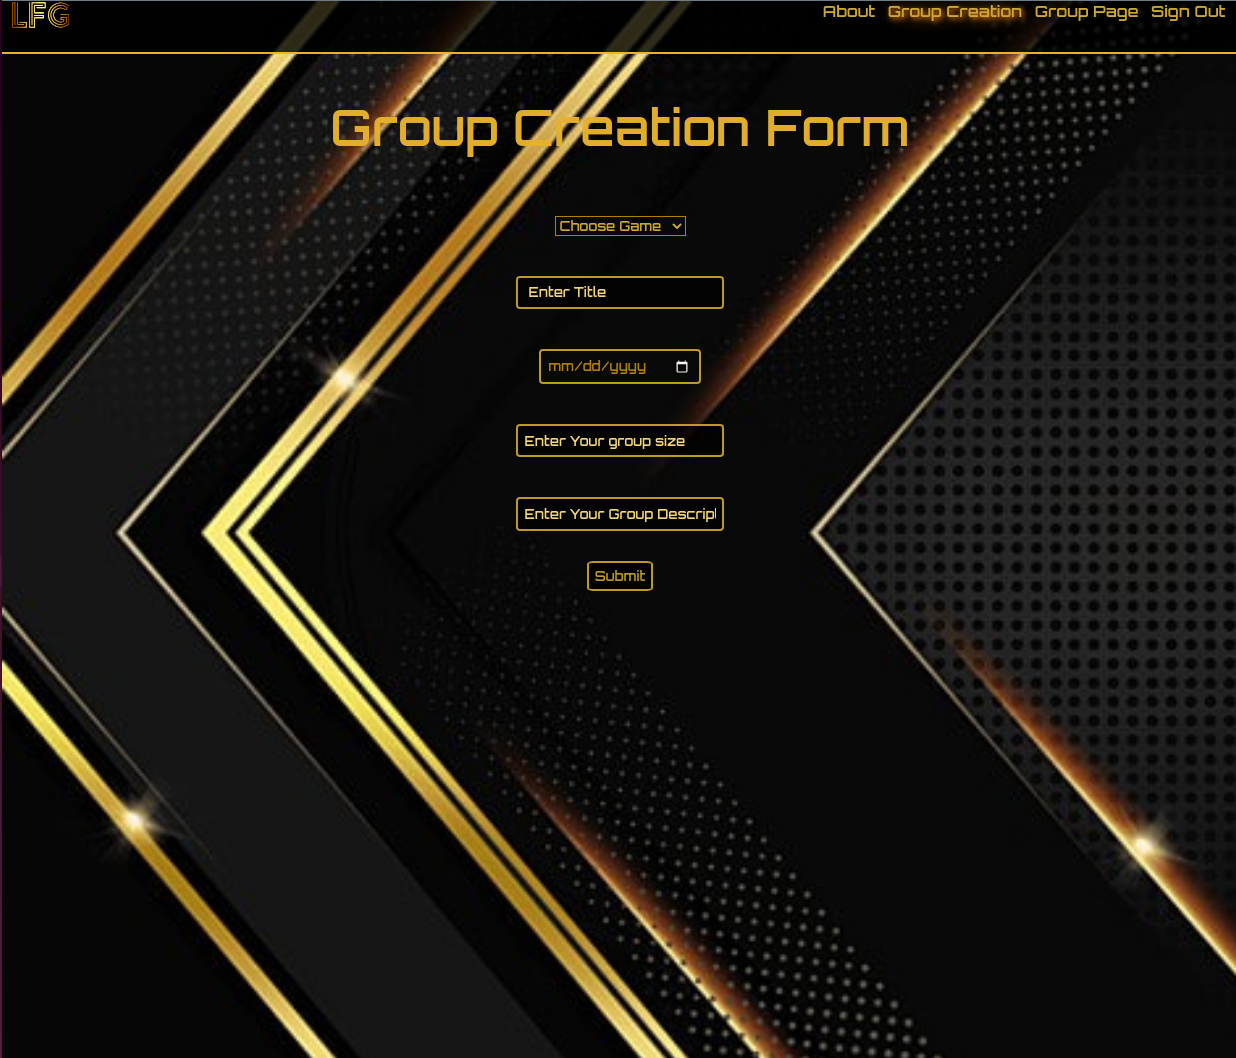 LFG
About Group Creation Group Page Sign Out
Group Creation Form
Choose Game
Enter Title
mm/dd/yyyy
Enter Your group size
Enter Your Group Descrip
Submit